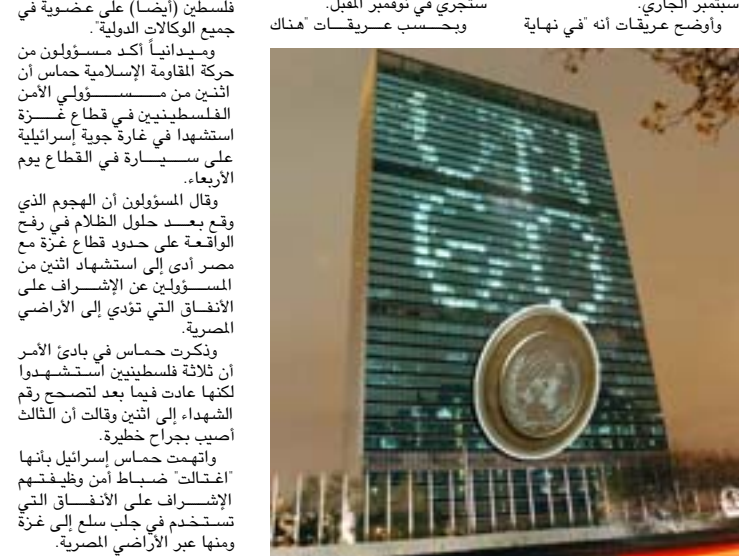 سبتمبر الجاري.
وأوضح عريقات أنه "في نهاية
ستجري في نوفمبر المقبل.
وبحسب عريقات "هناك
فلسطين (أيضاً) على عضوية في
جميع الوكالات الدولية".
وميدانياً أكد مسؤولون من
حركة المقاومة الإسلامية حماس أن
اثنين من مسؤولي الأمن
الفلسطينيين في قطاع غزة
استشهدا في غارة جوية إسرائيلية
على سيارة في القطاع يوم
الأربعاء.
وقال المسؤولون أن الهجوم الذي
وقع بعد حلول الظلام في رفح
الواقعة على حدود قطاع غزة مع
مصر أدى إلى استشهاد اثنين من
المسؤولين عن الإشراف على
الأنفاق التي تؤدي إلى الأراضي
المصرية.
وذكرت حماس في بادئ الأمر
أن ثلاثة فلسطينيين استشهدوا
لكنها عادت فيما بعد لتصحح رقم
الشهداء إلى اثنين وقالت أن الثالث
أصيب بجراح خطيرة.
واتهمت حماس إسرائيل بأنها
"اغتالت" ضباط أمن وظيفتهم
الإشراف على الأنفاق التي
تستخدم في جلب سلع إلى غزة
ومنها عبر الأراضي المصرية.
UN
60